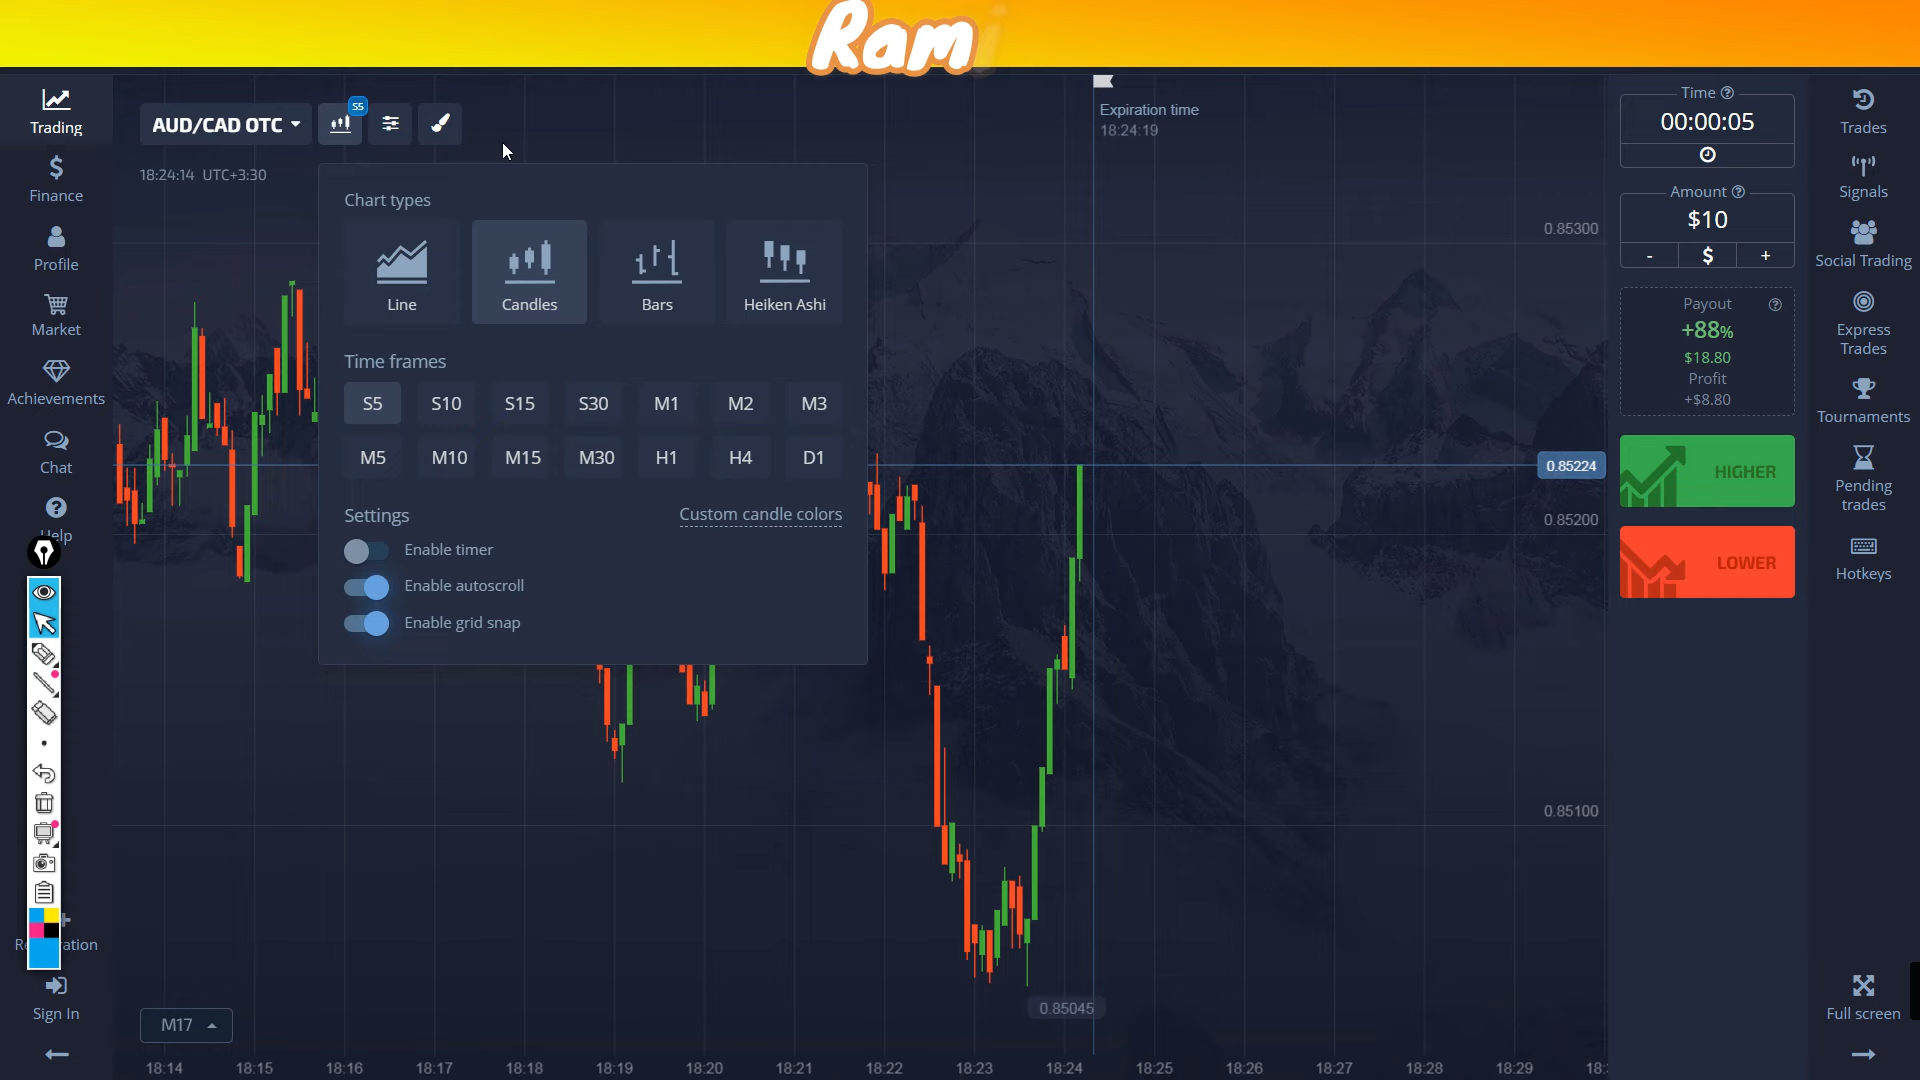 Ram
Trading
Finance
Profile
Market
Achievements
Chat
Help
Sign In
AUD/CAD OTC
S5
18:24:14 UTC+3:30
Chart types
Line
Candles
Bars
Heiken Ashi
Time frames
S5 S10 S15 S30 M1 M2 M3
M5 M10 M15 M30 H1 H4 D1
Settings
Custom candle colors
Enable timer
Enable autoscroll
Enable grid snap
Expiration time
18:24:19
0.85300
0.85224
0.85200
0.85100
0.85045
M17
18:14 18:15 18:16 18:17 18:18 18:19 18:20 18:21 18:22 18:23 18:24 18:25 18:26 18:27 18:28 18:29
Time
00:00:05
Amount
$10
- $ +
Payout
+88%
$18.80
Profit
+$8.80
HIGHER
LOWER
Trades
Signals
Social Trading
Express
Trades
Tournaments
Pending
trades
Hotkeys
Full screen